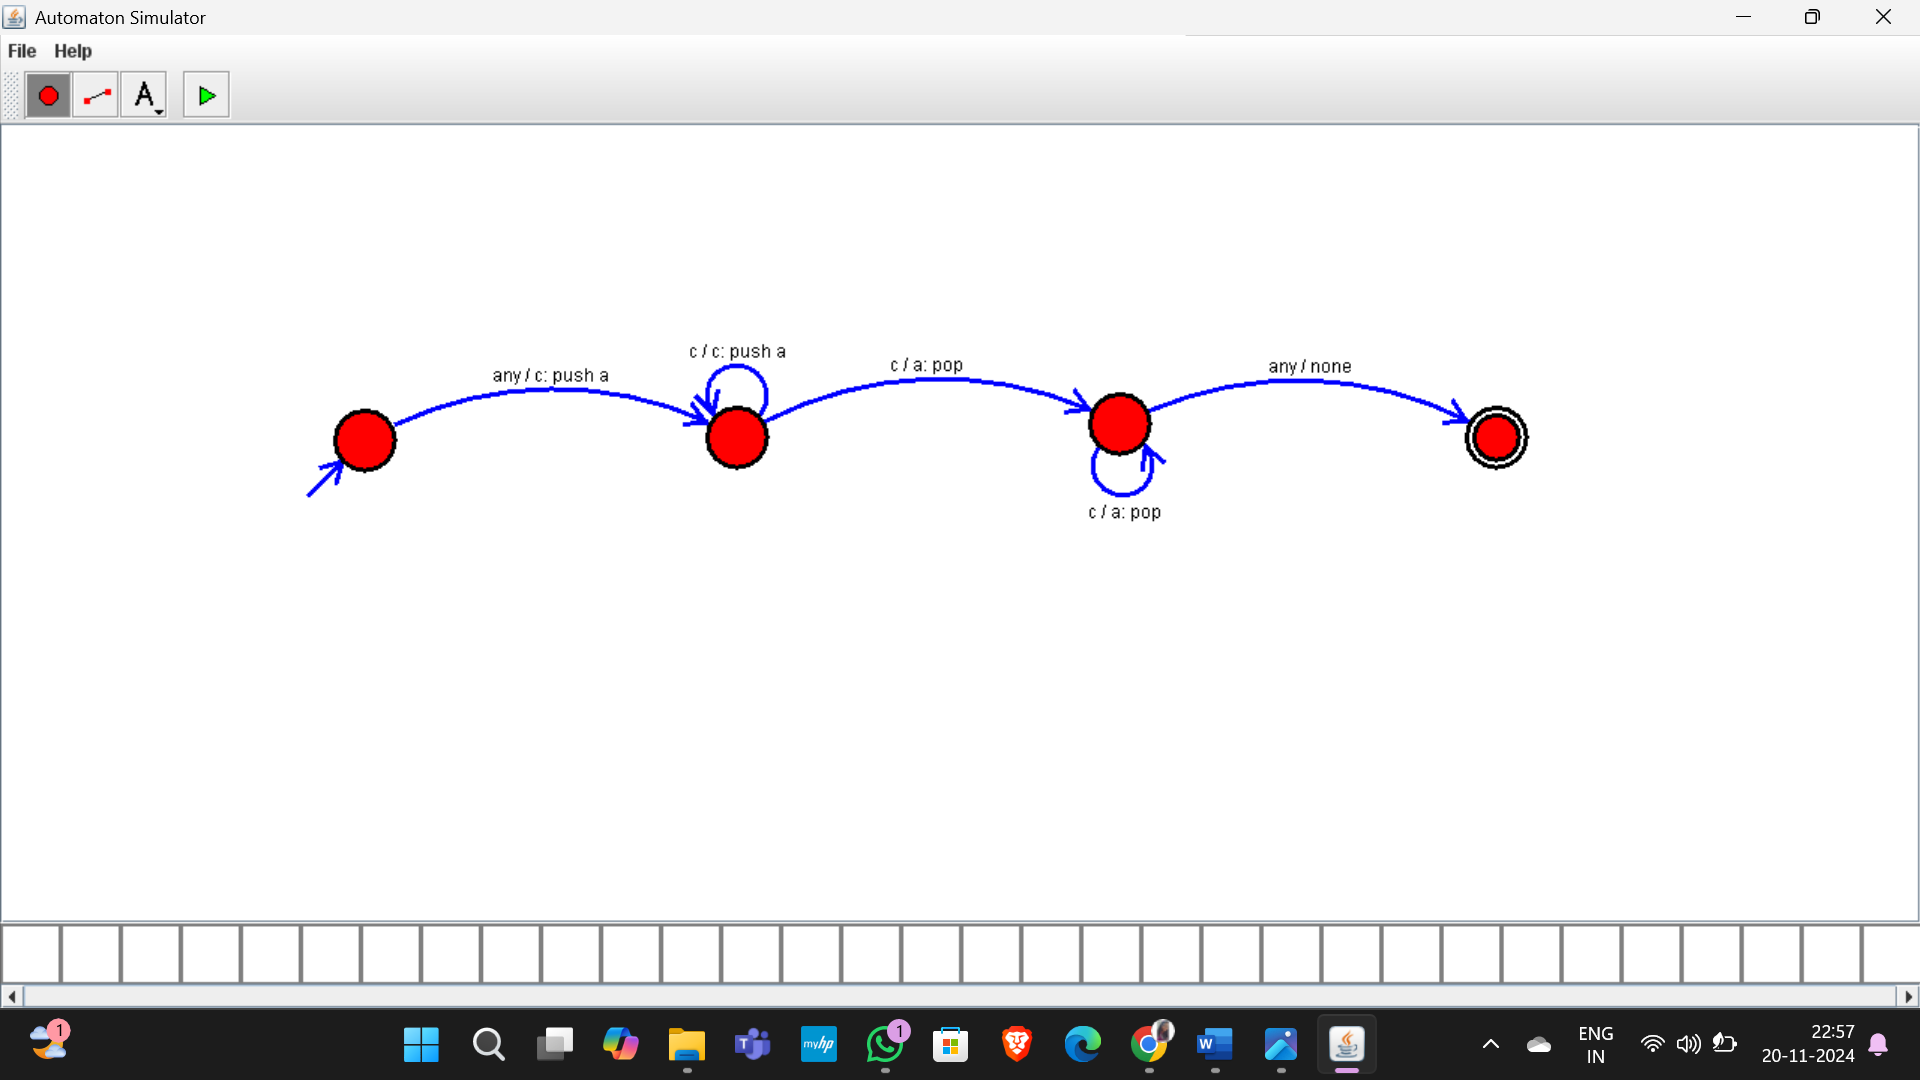 Automaton Simulator
File Help
A
c / c: push a
any / c: push a
c / a: pop
any / none
c / a: pop
1
myhp
1
W
ENG
IN
22:57
20-11-2024